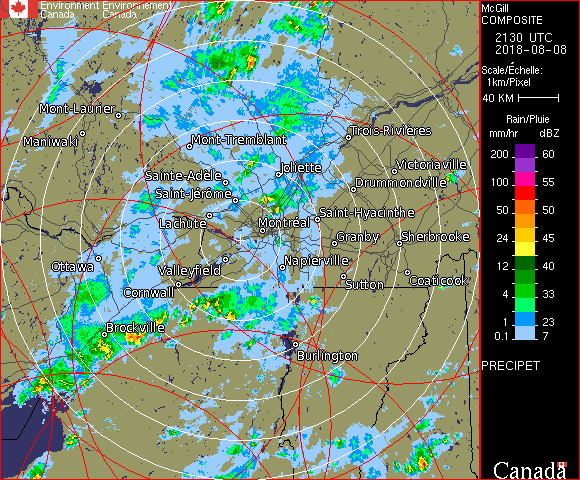 Environment Environnement
Canada Canada
Mont-Laurier
Maniwaki
Mont-Tremblant
Trois-Rivières
Joliette
Victoriaville
Sainte-Adèle
Drummondville
Saint-Jérôme
Lachute
Saint-Hyacinthe
Montréal
Granby
Sherbrooke
Ottawa
Valleyfield
Napierville
Sutton
Coaticook
Cornwall
Brockville
Burlington
McGill
COMPOSITE
2130 UTC
2018-08-08
Scale/Échelle:
1km/Pixel
40 KM
Rain/Pluie
mm/hr dBZ
200 60
100 55
50 50
24 45
12 40
4 33
2 23
0.1 7
PRECIPET
Canada